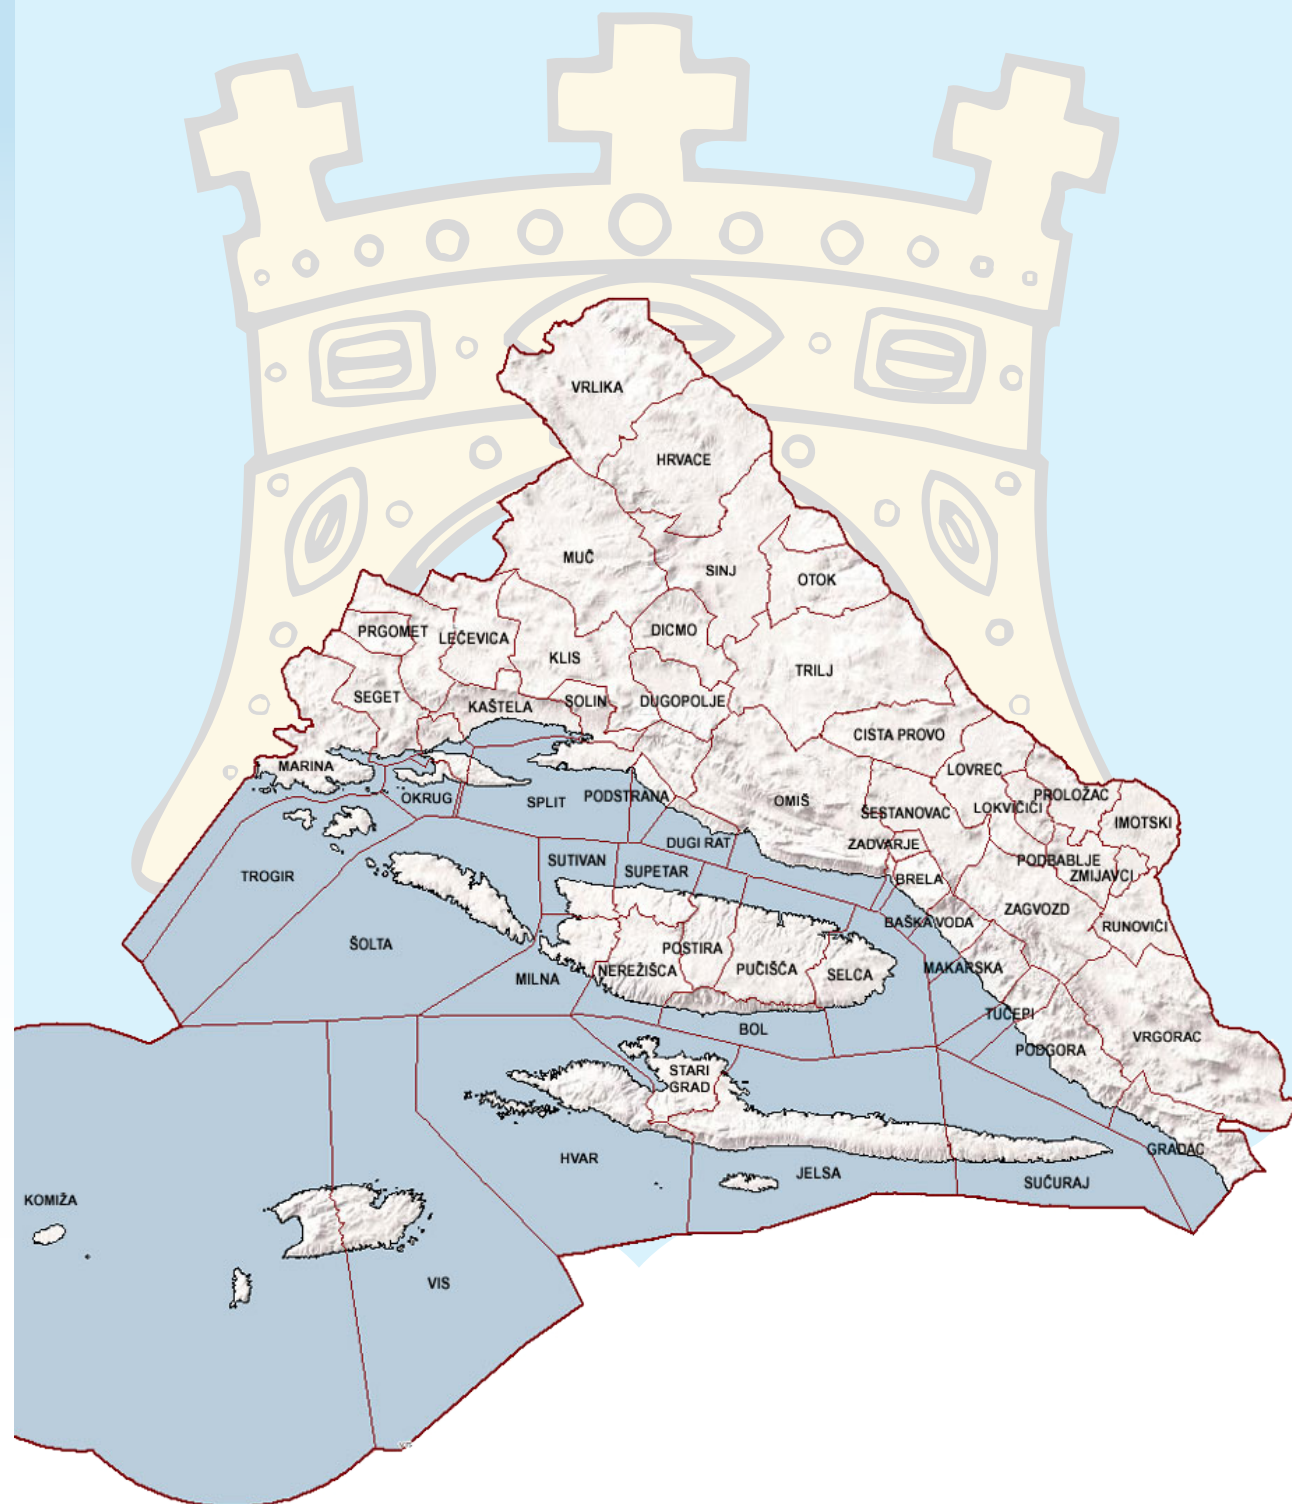 VRLIKA
HRVACE
MUČ
SINJ
OTOK
PRGOMET
LEĆEVICA
DICMO
KLIS
TRILJ
SEGET
KAŠTELA
SOLIN
DUGOPOLJE
CISTA PROVO
MARINA
LOVREĆ
OKRUG
SPLIT
PODSTRANA
OMIŠ
ŠESTANOVAC
LOKVIČIĆI
PROLOŽAC
IMOTSKI
DUGI RAT
ZADVARJE
SUTIVAN
SUPETAR
PODBABLJE
ZMIJAVCI
TROGIR
BRELA
ZAGVOZD
BAŠKA VODA
RUNOVIĆI
ŠOLTA
POSTIRA
MILNA
NEREŽIŠĆA
PUČIŠĆA
SELCA
MAKARSKA
BOL
TUČEPI
PODGORA
VRGORAC
STARI
GRAD
HVAR
JELSA
SUĆURAJ
GRADAC
KOMIŽA
VIS